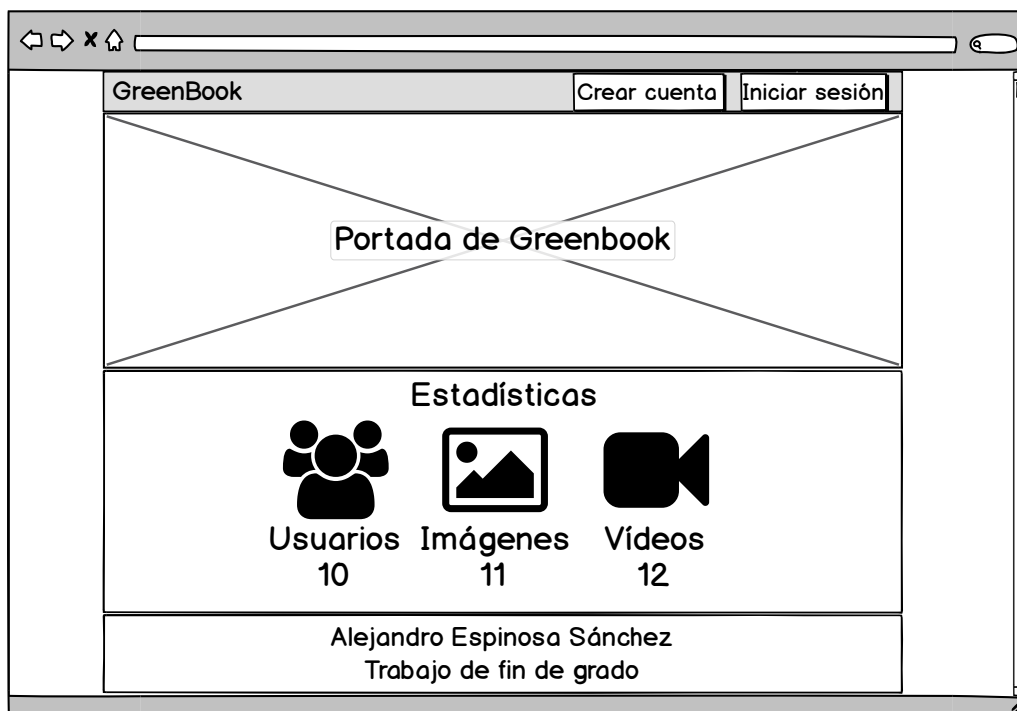 GreenBook
Crear cuenta
Iniciar sesión
Portada de Greenbook
Estadísticas
Usuarios
Imágenes
Vídeos
10
11
12
Alejandro Espinosa Sánchez
Trabajo de fin de grado